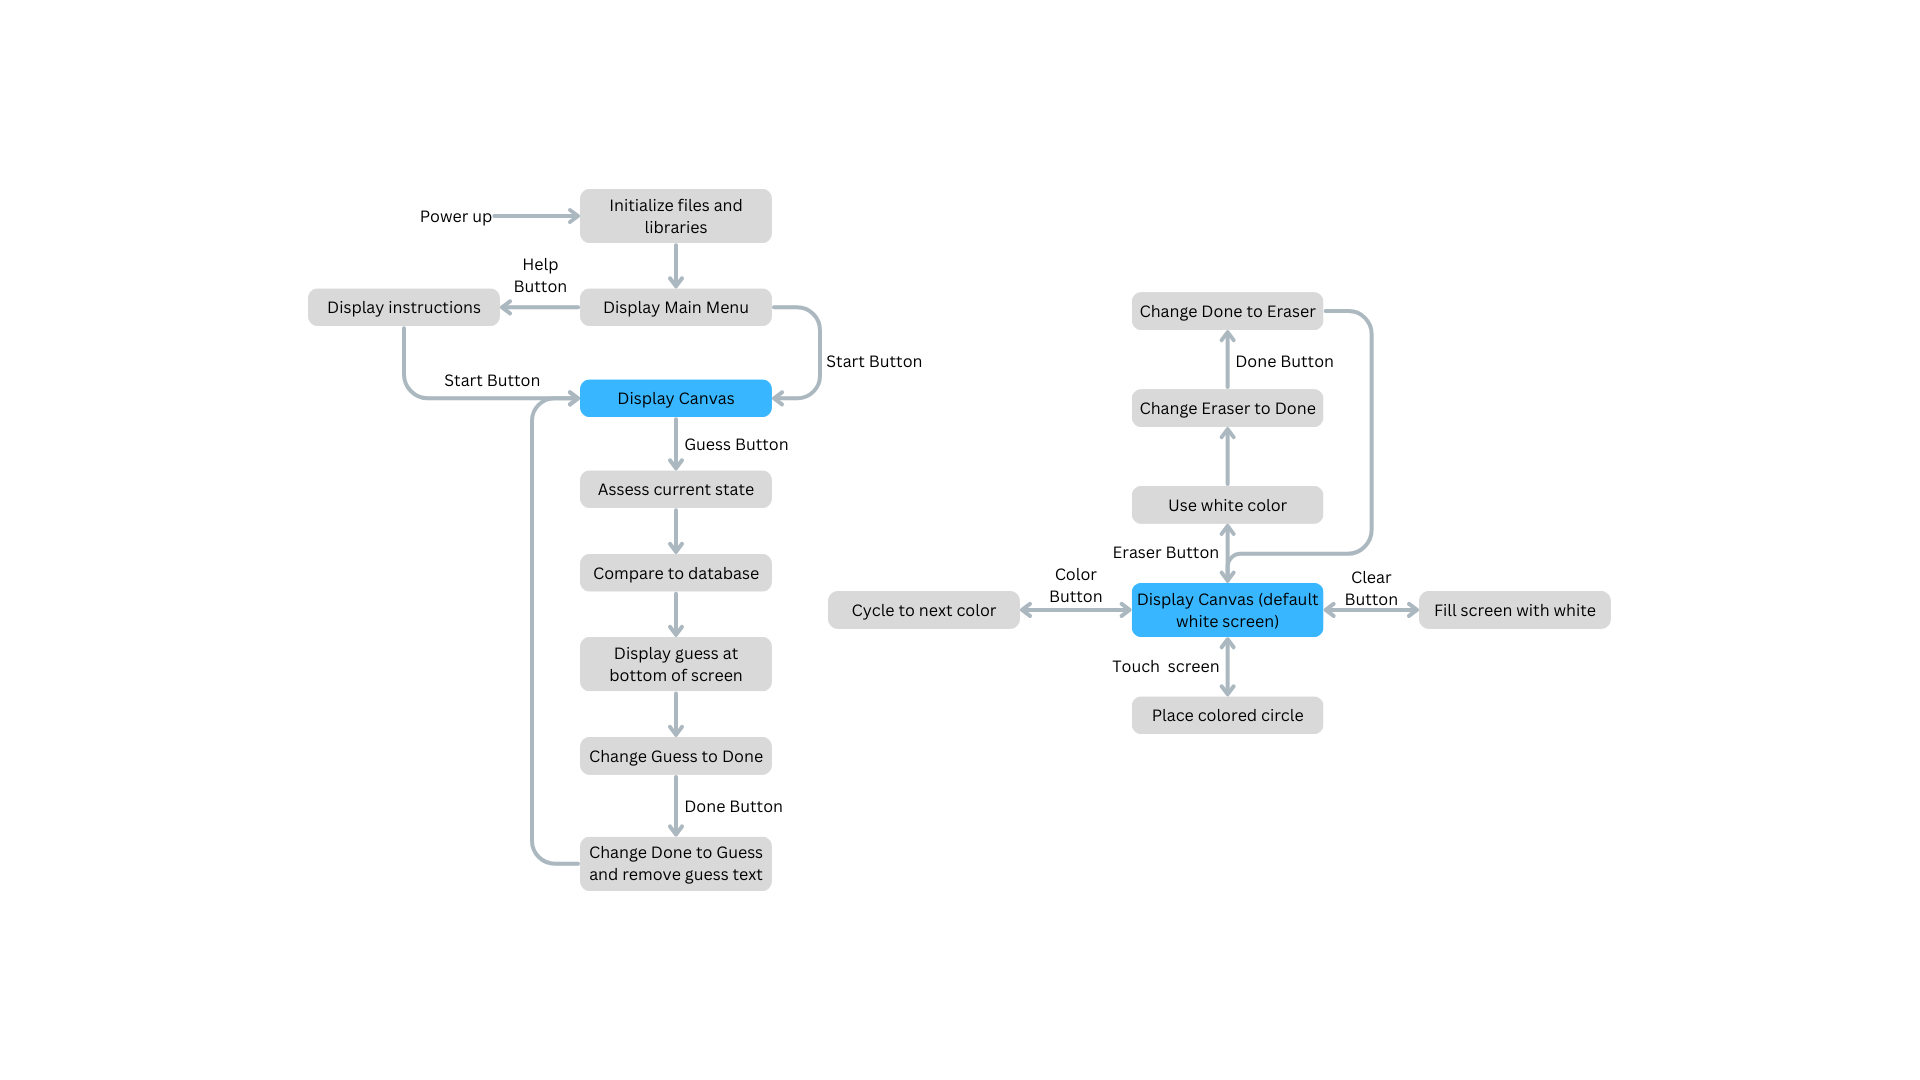 Power up
Initialize files and
libraries
Help
Button
Display instructions
Display Main Menu
Start Button
Start Button
Display Canvas
Guess Button
Assess current state
Compare to database
Display guess at
bottom of screen
Change Guess to Done
Done Button
Change Done to Guess
and remove guess text
Change Done to Eraser
Done Button
Change Eraser to Done
Use white color
Eraser Button
Color
Button
Clear
Button
Cycle to next color
Display Canvas (default
white screen)
Fill screen with white
Touch  screen
Place colored circle